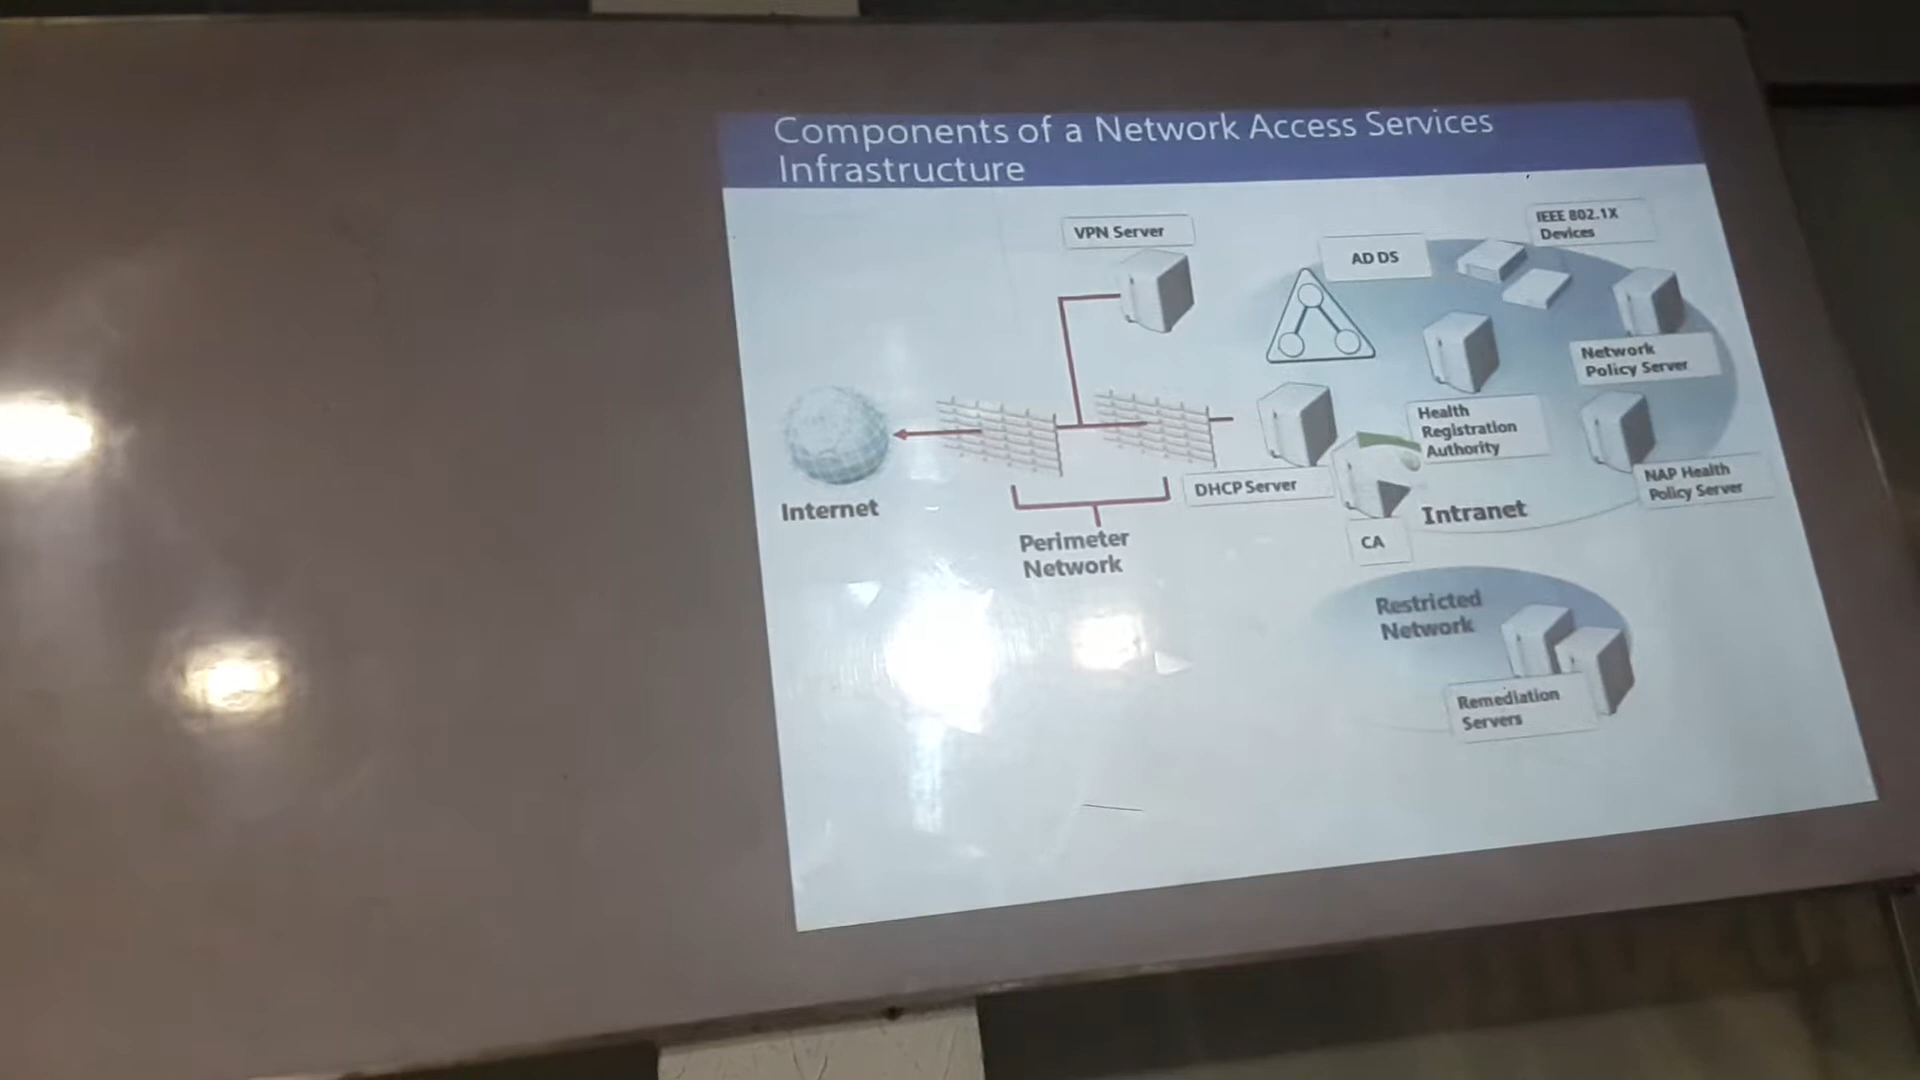 Components of a Network Access Services
Infrastructure
VPN Server
AD DS
IEEE 802.1X
Devices
Network
Policy Server
Health
Registration
Authority
NAP Health
Policy Server
DHCP Server
Internet
Intranet
CA
Perimeter
Network
Restricted
Network
Remediation
Servers